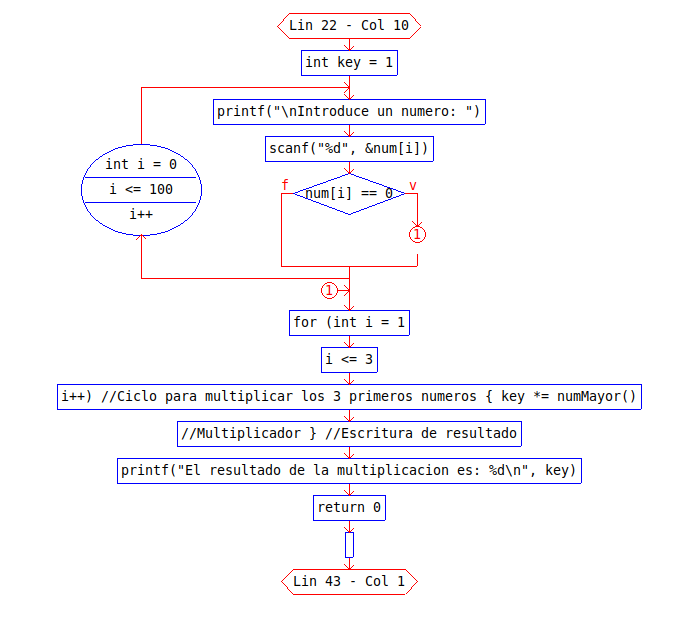 Lin 22 - Col 10
int key = 1
printf("\nIntroduce un numero: ")
scanf("%d", &num[i])
int i = 0
i <= 100
i++
f
v
num[i] == 0
1
1
for (int i = 1
i <= 3
i++) //Ciclo para multiplicar los 3 primeros numeros { key *= numMayor()
//Multiplicador } //Escritura de resultado
printf("El resultado de la multiplicacion es: %d\n", key)
return 0
Lin 43 - Col 1